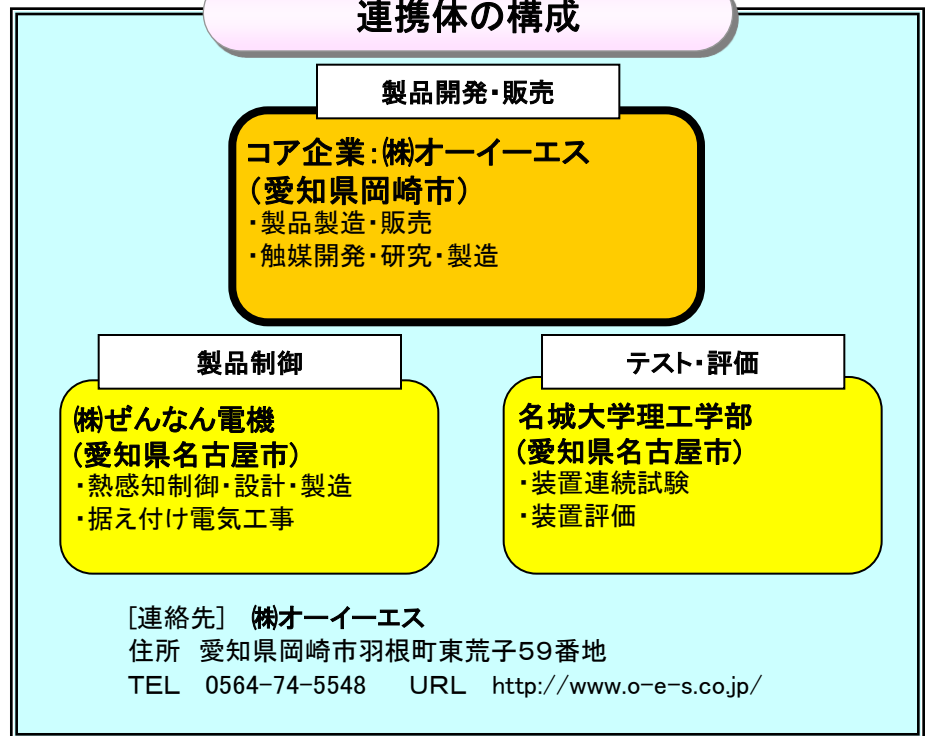 連携体の構成
製品開発・販売
コア企業：㈱オーイーエス
（愛知県岡崎市）
・製品製造・販売
・触媒開発・研究・製造
製品制御
㈱ぜんなん電機
（愛知県名古屋市）
・熱感知制御・設計・製造
・据え付け電気工事
テスト・評価
名城大学理工学部
（愛知県名古屋市）
・装置連続試験
・装置評価
［連絡先］ ㈱オーイーエス
住所 愛知県岡崎市羽根町東荒子５９番地
ＴＥＬ 0564-74-5548 ＵＲＬ http://www.o-e-s.co.jp/